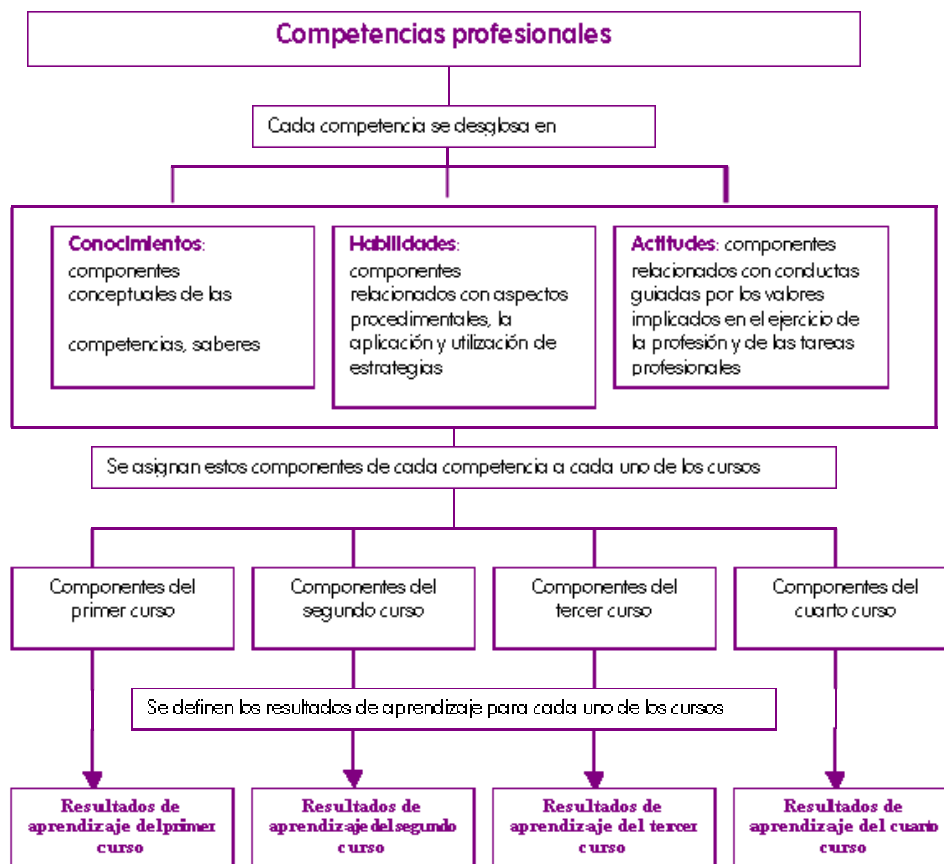 Competencias profesionales
Cada competencia se desglosa en
Conocimientos:
componentes
conceptuales de las
competencias, saberes
Habilidades:
componentes
relacionados con aspectos
procedimentales, la
aplicación y utilización de
estrategias
Actitudes: componentes
relacionados con conductas
guiadas por los valores
implicados en el ejercicio de
la profesión y de las tareas
profesionales
Se asignan estos componentes de cada competencia a cada uno de los cursos
Componentes del
primer curso
Componentes del
segundo curso
Componentes del
tercer curso
Componentes del
cuarto curso
Se definen los resultados de aprendizaje para cada uno de los cursos
Resultados de
aprendizaje del primer
curso
Resultados de
aprendizaje del segundo
curso
Resultados de
aprendizaje del tercer
curso
Resultados de
aprendizaje del cuarto
curso